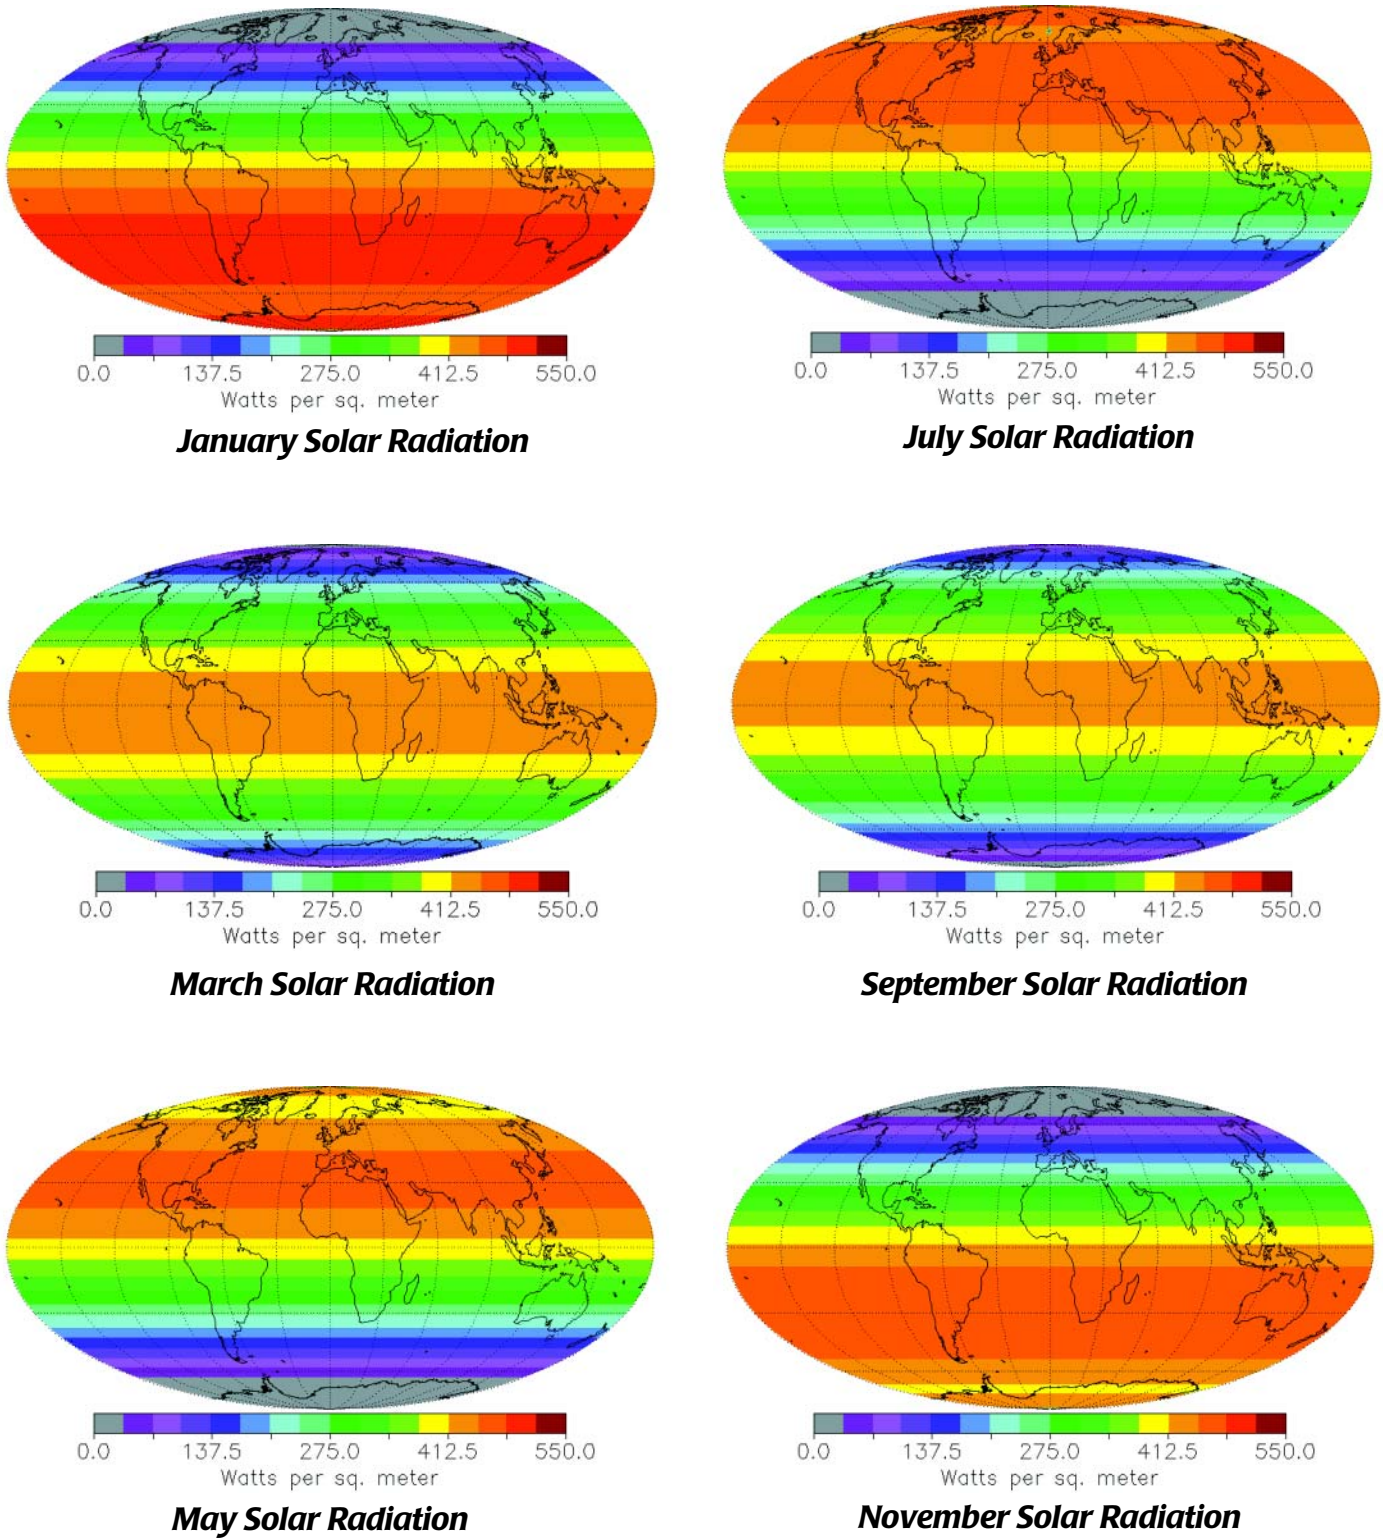 0.0 137.5 275.0 412.5 550.0
Watts per sq. meter
January Solar Radiation
0.0 137.5 275.0 412.5 550.0
Watts per sq. meter
July Solar Radiation
0.0 137.5 275.0 412.5 550.0
Watts per sq. meter
March Solar Radiation
0.0 137.5 275.0 412.5 550.0
Watts per sq. meter
September Solar Radiation
0.0 137.5 275.0 412.5 550.0
Watts per sq. meter
May Solar Radiation
0.0 137.5 275.0 412.5 550.0
Watts per sq. meter
November Solar Radiation